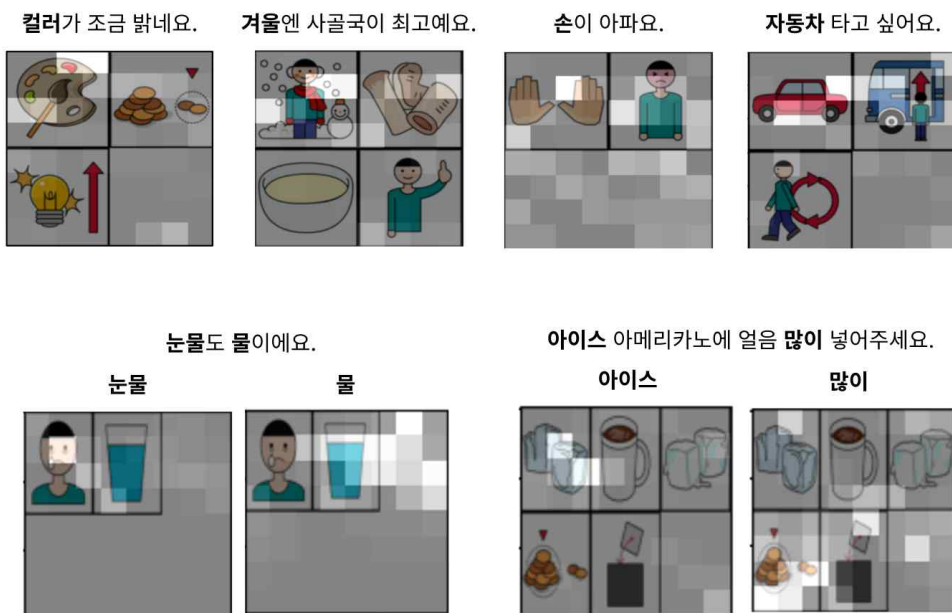 컬러가 조금 밝네요.
겨울엔 사골국이 최고예요.
손이 아파요.
자동차 타고 싶어요.
눈물도 물이에요.
아이스 아메리카노에 얼음 많이 넣어주세요.
눈물
물
아이스
많이